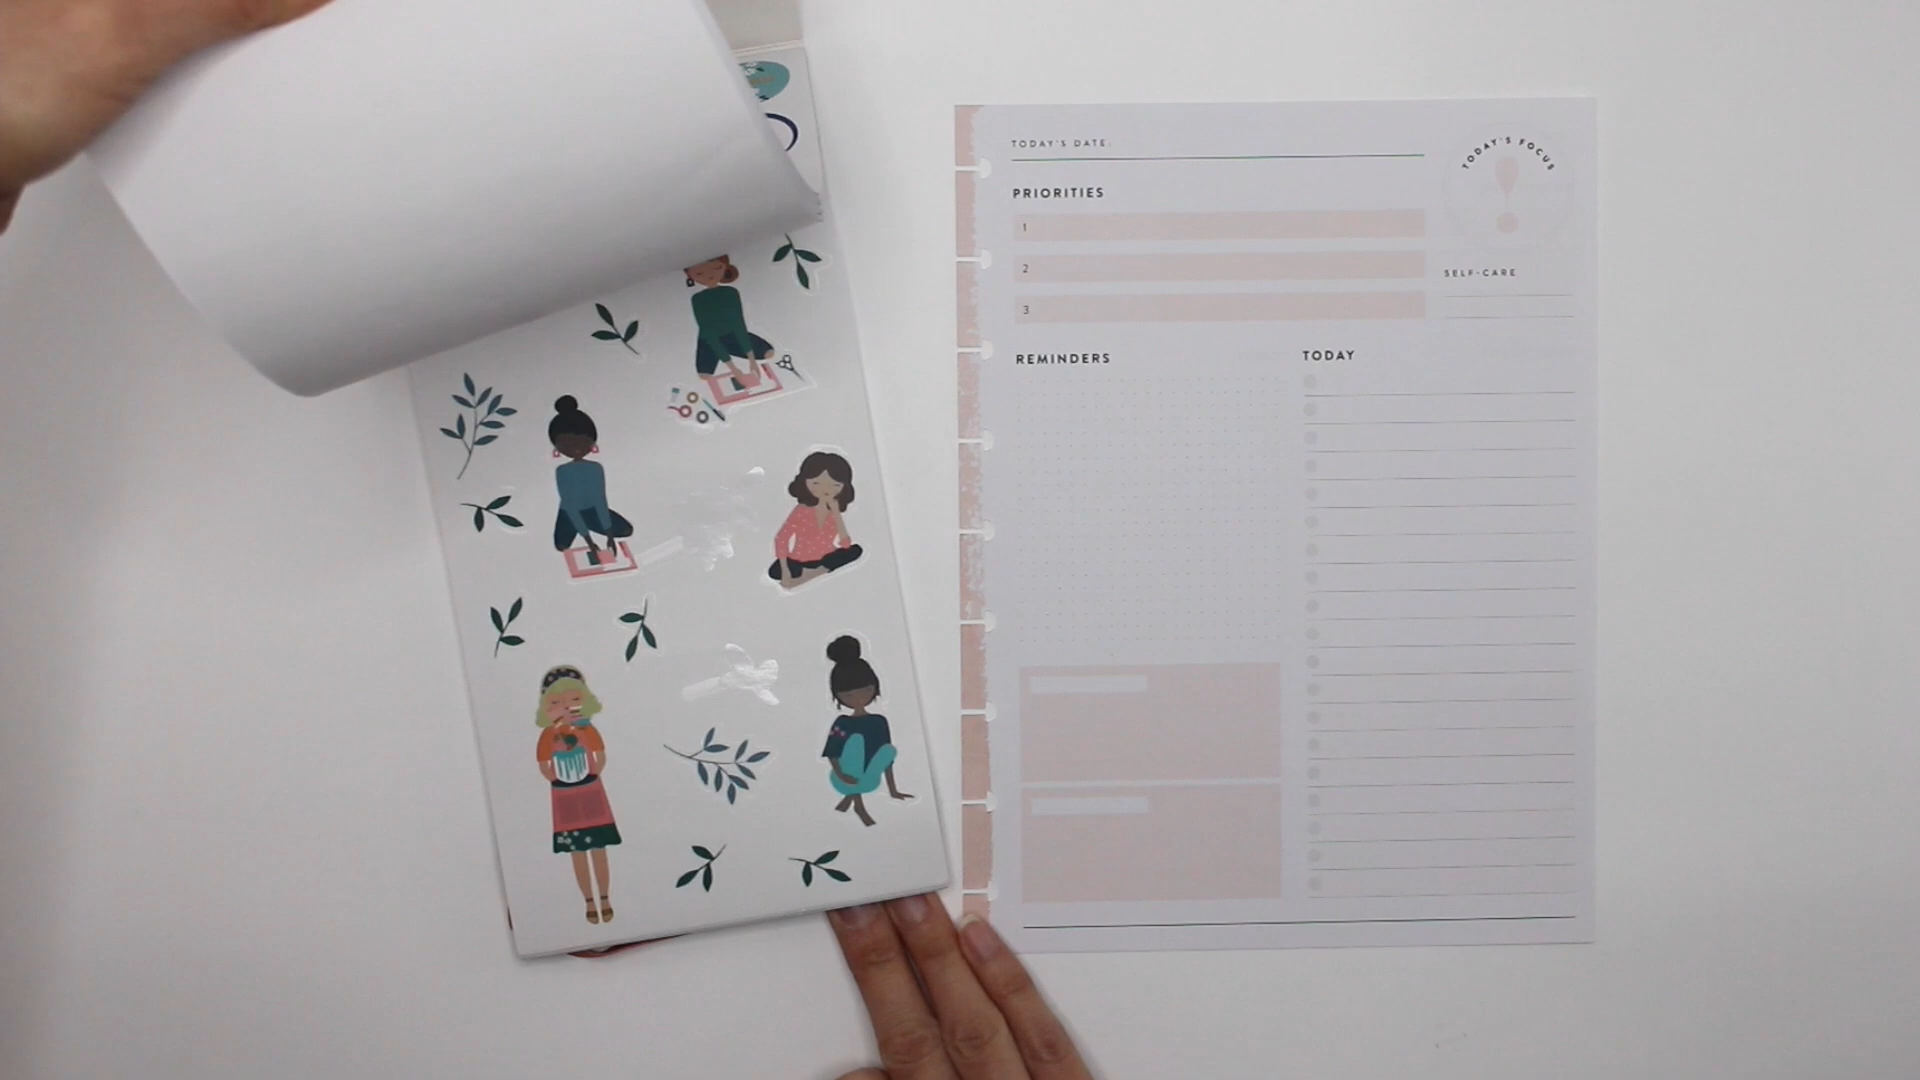 TODAY'S DATE:
TODAY'S FOCUS
PRIORITIES
1
2
3
SELF-CARE
REMINDERS
TODAY